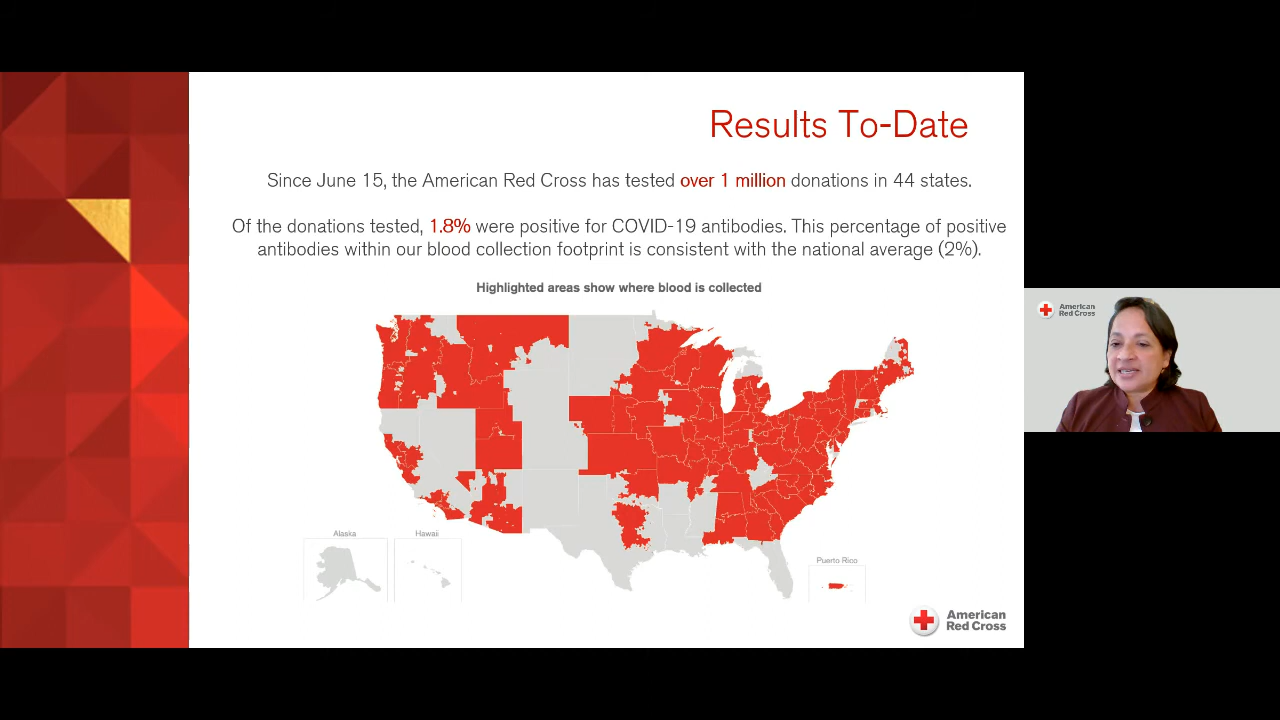 Results To-Date
Since June 15, the American Red Cross has tested over 1 million donations in 44 states.
Of the donations tested, 1.8% were positive for COVID-19 antibodies. This percentage of positive
antibodies within our blood collection footprint is consistent with the national average (2%).
Highlighted areas show where blood is collected
Alaska
Hawaii
Puerto Rico
American
Red Cross
American
Red Cross